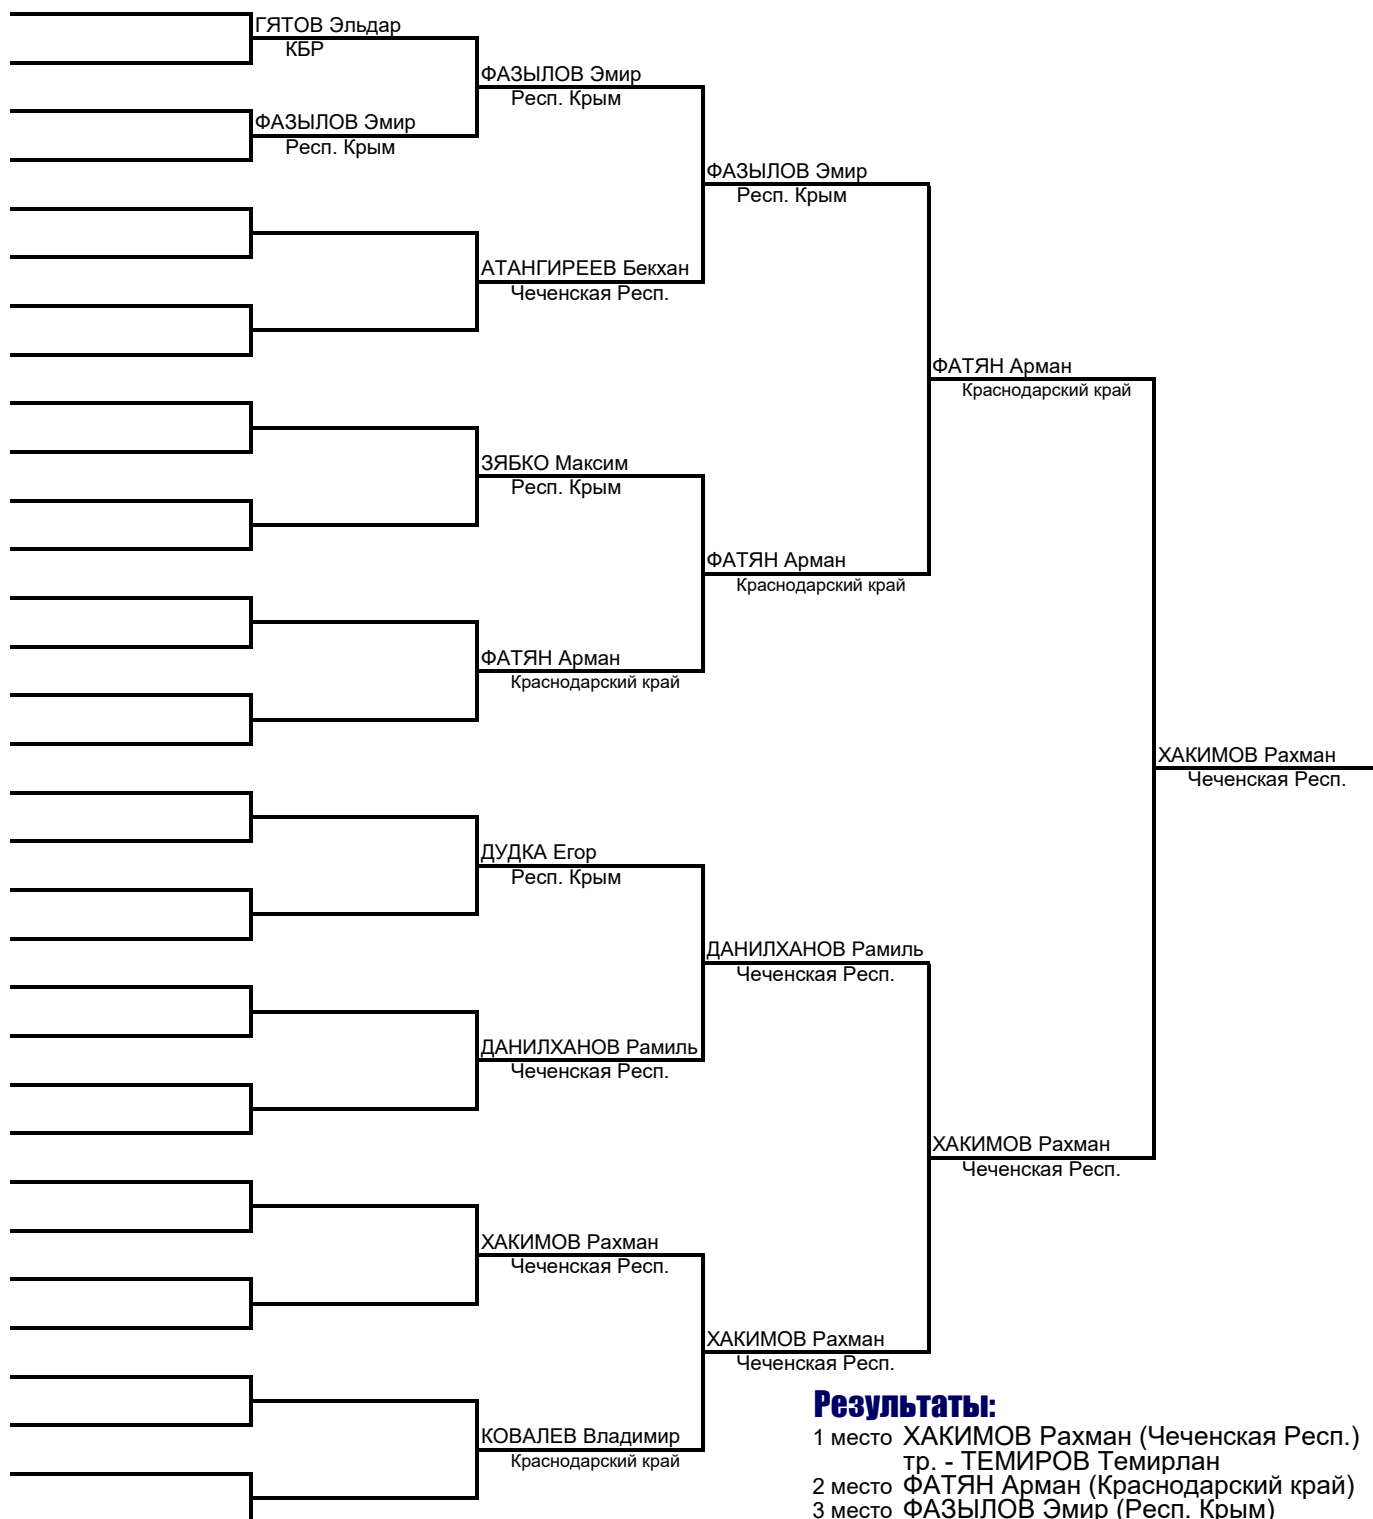 ГЯТОВ Эльдар
КБР
ФАЗЫЛОВ Эмир
Респ. Крым
ФАЗЫЛОВ Эмир
Респ. Крым
ФАЗЫЛОВ Эмир
Респ. Крым
АТАНГИРЕЕВ Бекхан
Чеченская Респ.
ФАТЯН Арман
Краснодарский край
ЗЯБКО Максим
Респ. Крым
ФАТЯН Арман
Краснодарский край
ФАТЯН Арман
Краснодарский край
ХАКИМОВ Рахман
Чеченская Респ.
ДУДКА Егор
Респ. Крым
ДАНИЛХАНОВ Рамиль
Чеченская Респ.
ДАНИЛХАНОВ Рамиль
Чеченская Респ.
ХАКИМОВ Рахман
Чеченская Респ.
ХАКИМОВ Рахман
Чеченская Респ.
ХАКИМОВ Рахман
Чеченская Респ.
КОВАЛЕВ Владимир
Краснодарский край
Результаты:
1 место ХАКИМОВ Рахман (Чеченская Респ.)
тр. - ТЕМИРОВ Темирлан
2 место ФАТЯН Арман (Краснодарский край)
3 место ФАЗЫЛОВ Эмир (Респ. Крым)